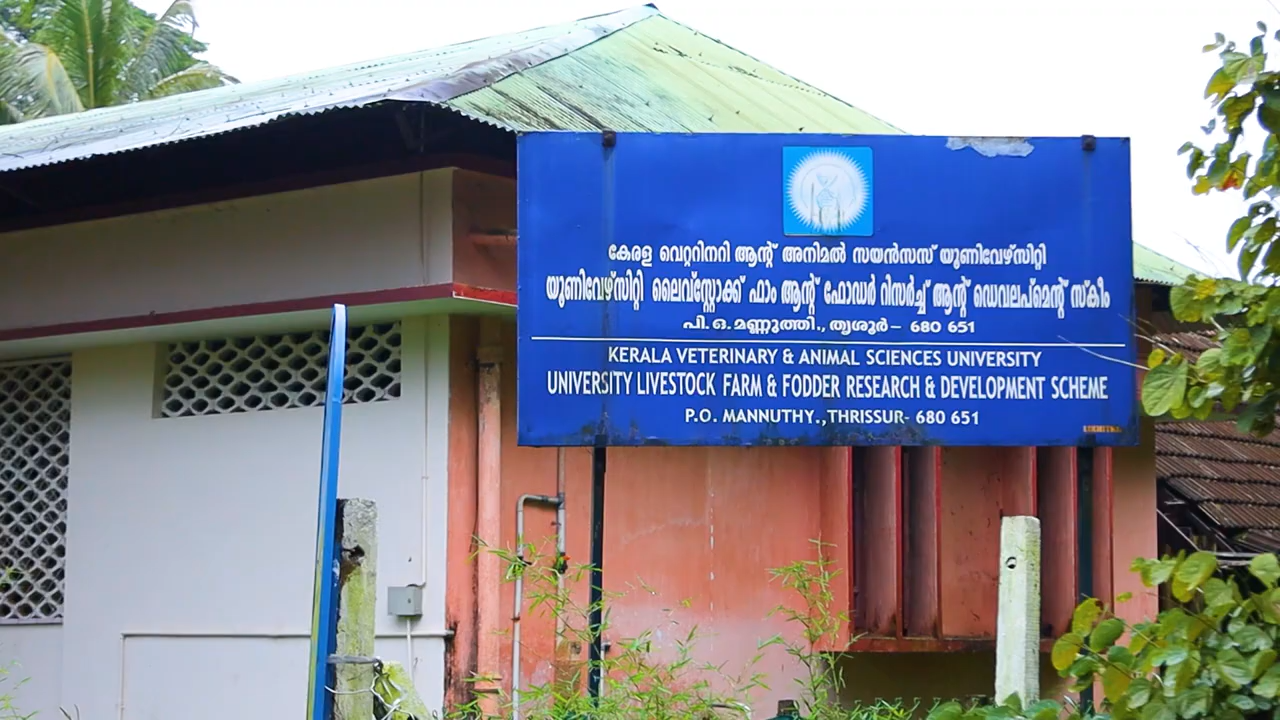 കേരള വെറ്ററിനറി ആന്റ് അനിമൽ സയൻസസ് യൂണിവേഴ്സിറ്റി
യൂണിവേഴ്സിറ്റി ലൈവ്സ്റ്റോക്ക് ഫാം ആന്റ് ഫോഡർ റിസർച്ച് ആന്റ് ഡെവലപ്മെന്റ് സ്കീം
പി.ഒ.മണ്ണുത്തി., തൃശൂർ – 680 651
KERALA VETERINARY & ANIMAL SCIENCES UNIVERSITY
UNIVERSITY LIVESTOCK FARM & FODDER RESEARCH & DEVELOPMENT SCHEME
P.O. MANNUTHY.,THRISSUR- 680 651